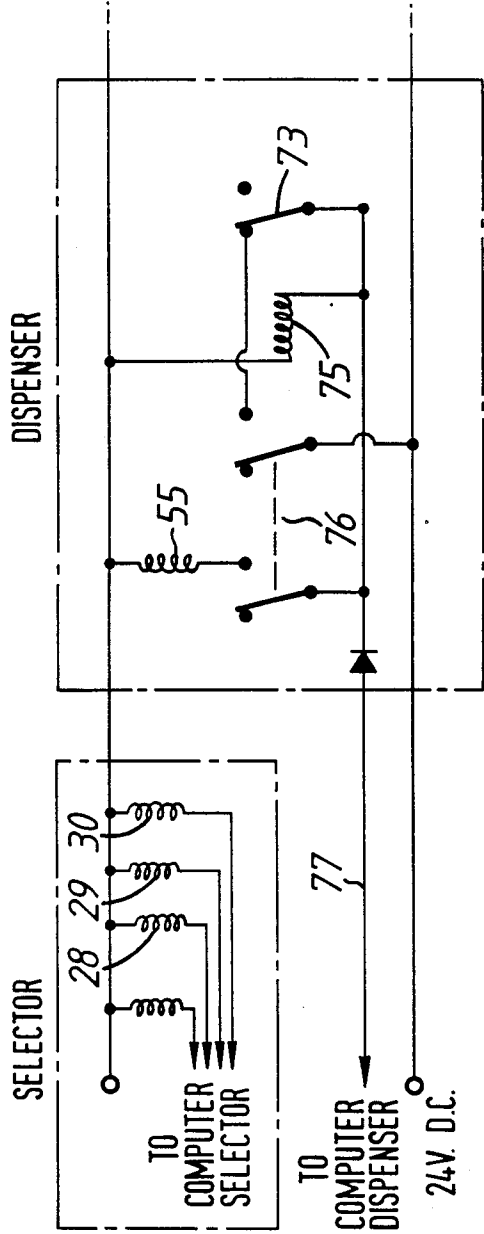 SELECTOR
28
29
30
TO
COMPUTER
SELECTOR
TO
COMPUTER
DISPENSER
24V. D.C.
77
DISPENSER
55
76
75
73